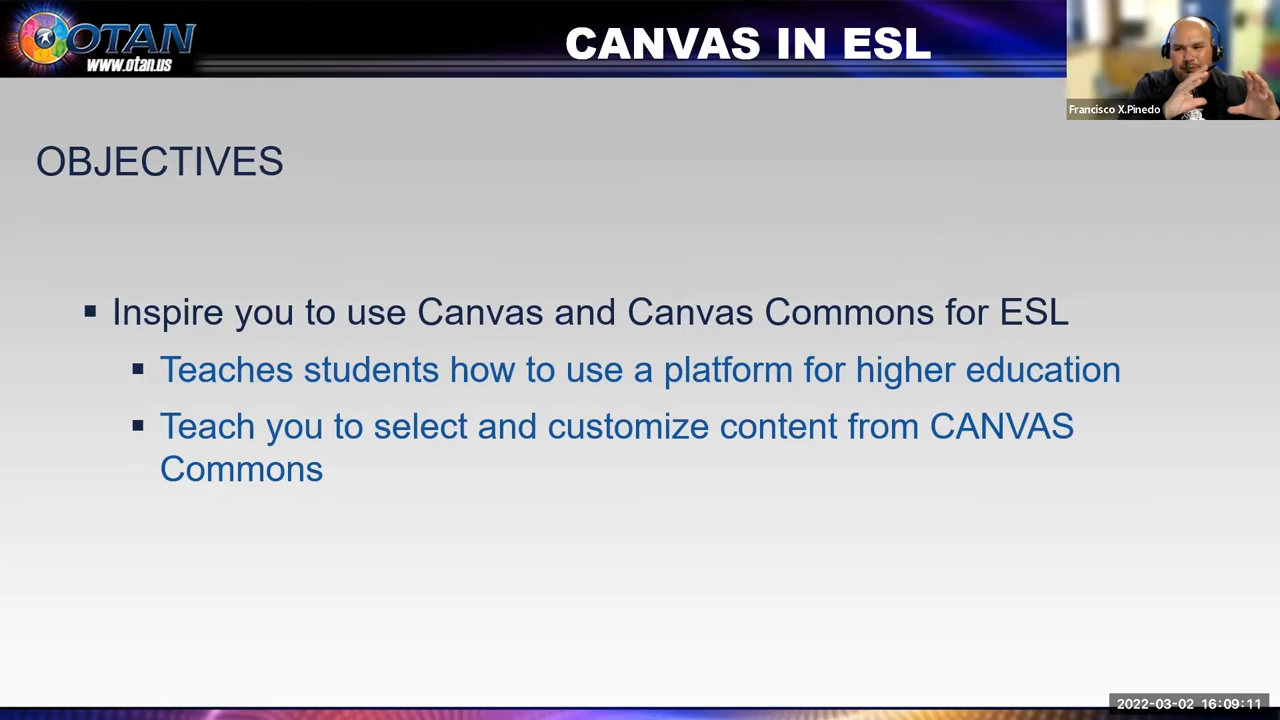 OTAN
www.otan.us
CANVAS IN ESL
Francisco X.Pinedo
OBJECTIVES
▪ Inspire you to use Canvas and Canvas Commons for ESL
▪ Teaches students how to use a platform for higher education
▪ Teach you to select and customize content from CANVAS
Commons
2022-03-02 16:09:11